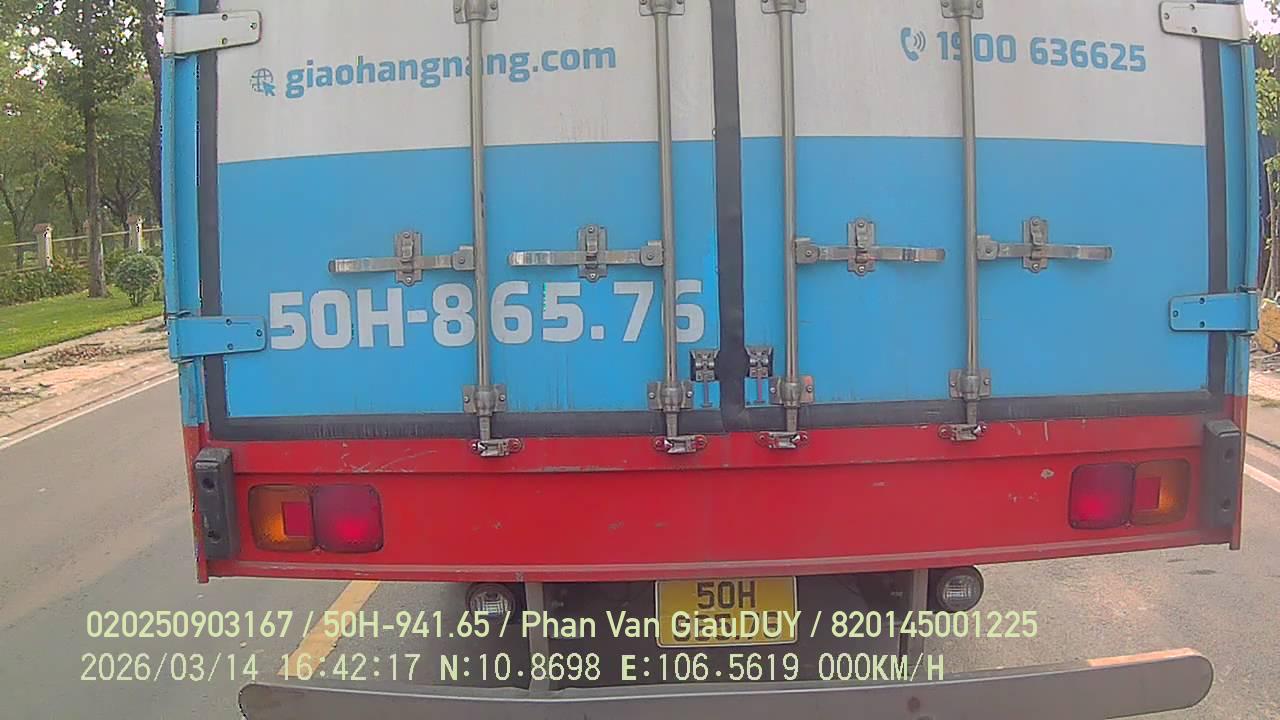 giaohangnang.com
1900 636625
50H-865.76
50H
020250903167 / 50H-941.65 / Phan Van GiauDUY / 820145001225
2026/03/14 16:42:17 N:10.8698 E:106.5619 000KM/H